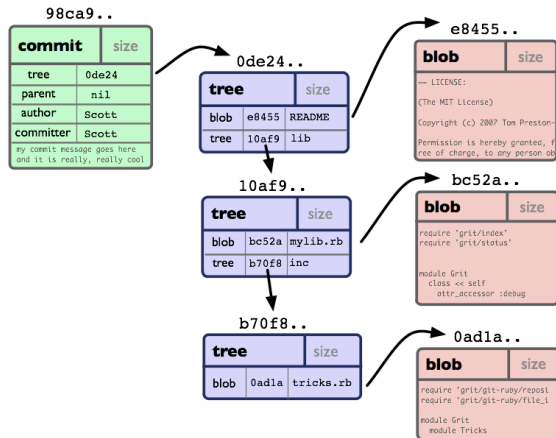 98ca9..
commit size
tree 0de24
parent nil
author Scott
committer Scott
my commit message goes here
and it is really, really cool
0de24..
tree size
blob e8455 README
tree 10af9 lib
e8455..
blob size
-- LICENSE:
(The MIT License)
Copyright (c) 2007 Tom Preston-
Permission is hereby granted, f
ree of charge, to any person ob
10af9..
tree size
blob bc52a mylib.rb
tree b70f8 inc
bc52a..
blob size
require 'grit/index'
require 'grit/status'
module Grit
class << self
attr_accessor :debug
b70f8..
tree size
blob 0ad1a tricks.rb
0ad1a..
blob size
require 'grit/git-ruby/reposi
require 'grit/git-ruby/file_i
module Grit
module Tricks